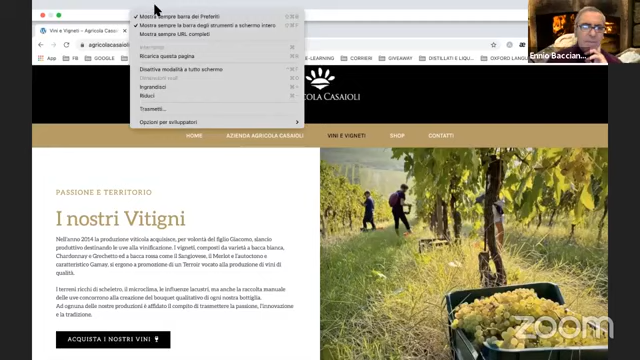 Mostra sempre barra dei Preferiti
Mostra sempre la barra degli strumenti a schermo intero
Mostra sempre URL completi
Vini e Vigneti - Agricola Casai
agricolacasaioli
Ricarica questa pagina
Disattiva modalità a tutto schermo
Dimensioni reali
Ingrandisci
Riduci
Trasmetti...
Opzioni per sviluppatori
LEARNING
CORRIERI
GIVEAWAY
DISTILLATI E LIQU...
OXFORD LANG
Ennio Baccian
COLA CASAIOLI
HOME
AZIENDA AGRICOLA CASAIOLI
VINI E VIGNETI
SHOP
CONTATTI
PASSIONE E TERRITORIO
I nostri Vitigni
Nell'anno 2014 la produzione viticola acquisisce, per volontà del figlio Giacomo, slancio
produttivo destinando le uve alla vinificazione. I vigneti, composti da varietà a bacca bianca,
Chardonnay e Grechetto ed a bacca rossa come il Sangiovese, il Merlot e l'autoctono e
caratteristico Gamay, si ergono a promozione di un Terroir vocato alla produzione di vini di
qualità.
I terreni ricchi di scheletro, il microclima, le influenze lacustri, ma anche la raccolta manuale
delle uve concorrono alla creazione del bouquet qualitativo di ogni nostra bottiglia.
Ad ognuna delle nostre produzioni è affidato il compito di trasmettere la passione, l'innovazione
e la tradizione.
ACQUISTA I NOSTRI VINI
zoom